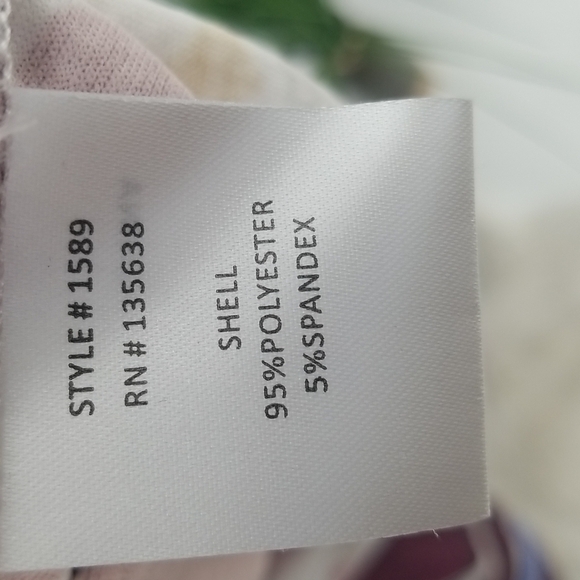 STYLE # 1589
RN # 135638
SHELL
95%POLYESTER
5%SPANDEX